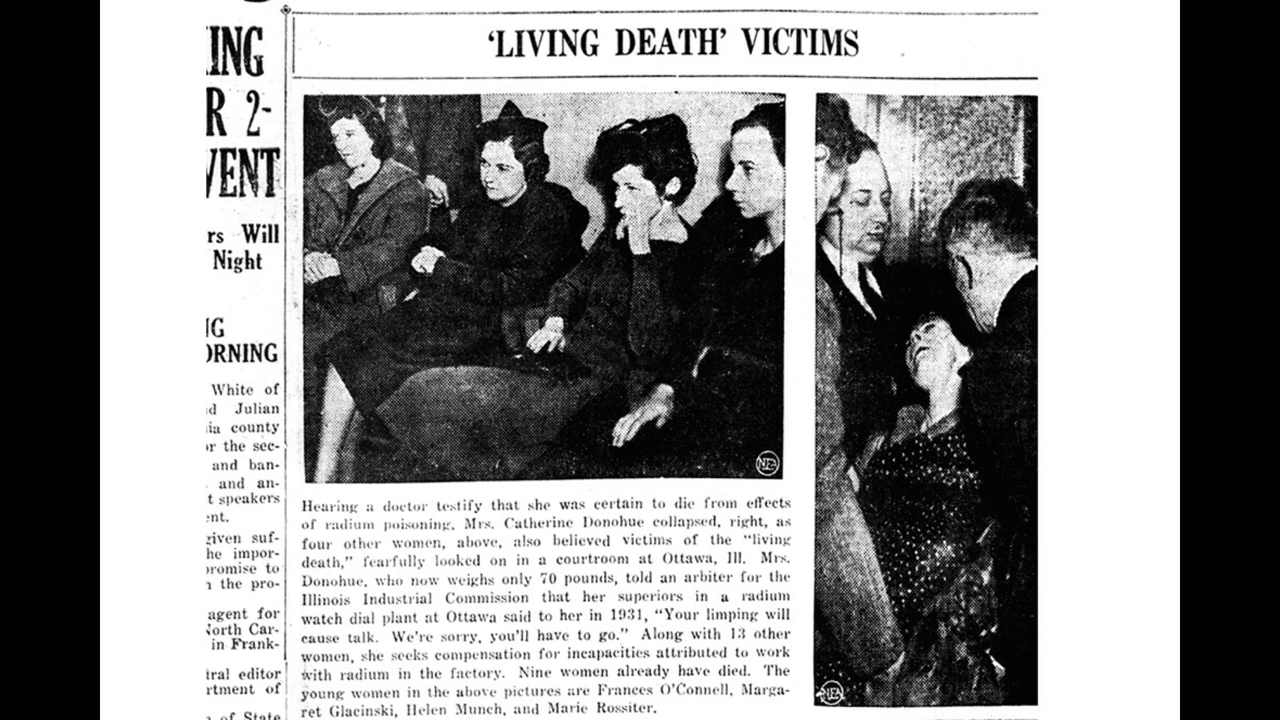 ING
R 2-
VENT
rs Will
Night
IG
ORNING
White of
d Julian
ia county
or the sec-
and ban-
and an-
t speakers
ent.
given suf-
he impor-
promise to
n the pro-
agent for
North Car-
in Frank-
tral editor
rtment of
of State
'LIVING DEATH' VICTIMS
NEA
NEA
Hearing a doctor testify that she was certain to die from effects
of radium poisoning, Mrs. Catherine Donohue collapsed, right, as
four other women, above, also believed victims of the "living
death," fearfully looked on in a courtroom at Ottawa, Ill. Mrs.
Donohue, who now weighs only 70 pounds, told an arbiter for the
Illinois Industrial Commission that her superiors in a radium
watch dial plant at Ottawa said to her in 1931, "Your limping will
cause talk. We're sorry, you'll have to go." Along with 13 other
women, she seeks compensation for incapacities attributed to work
with radium in the factory. Nine women already have died. The
young women in the above pictures are Frances O'Connell, Marga-
ret Glacinski, Helen Munch, and Marie Rossiter.